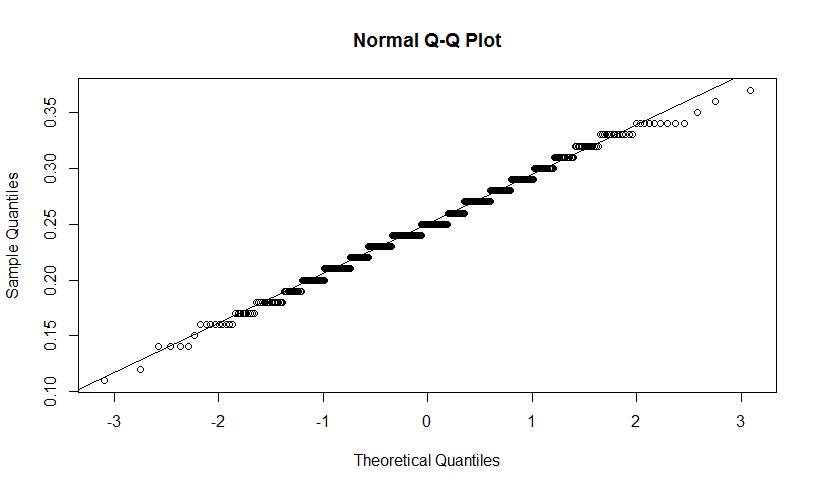 Normal Q-Q Plot
Sample Quantiles
0.35
0.30
0.25
0.20
0.15
0.10
-3 -2 -1 0 1 2 3
Theoretical Quantiles